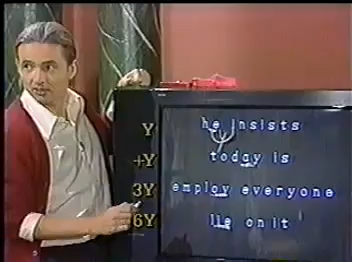 Y
+Y
3Y
6Y
he insists
today is
employ everyone
lie on it